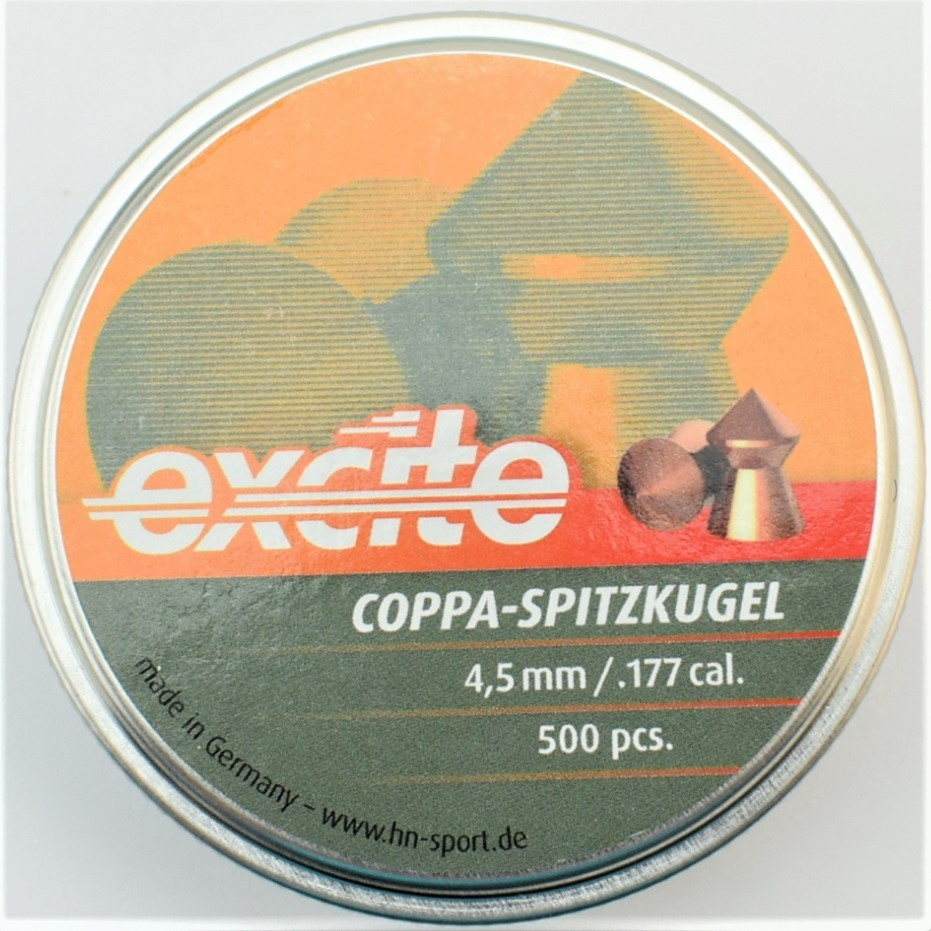 excite
COPPA-SPITZKUGEL
4,5 mm / .177 cal.
500 pcs.
made in Germany – www.hn-sport.de